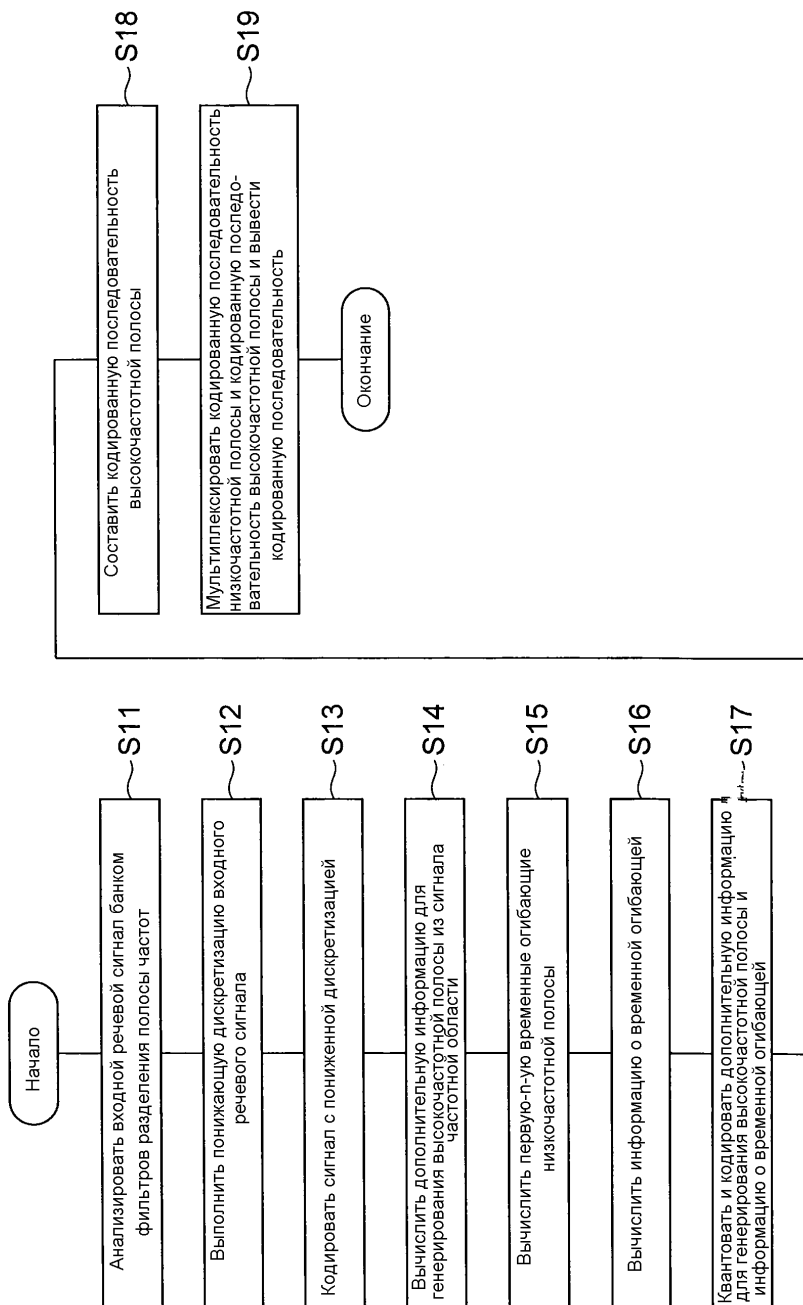 Начало
Анализировать входной речевой сигнал банком
фильтров разделения полосы частот
S11
Выполнить понижающую дискретизацию входного
речевого сигнала
S12
Кодировать сигнал с пониженной дискретизацией
S13
Вычислить дополнительную информацию для
генерирования высокочастотной полосы из сигнала
частотной области
S14
Вычислить первую-n-ую временные огибающие
низкочастотной полосы
S15
Вычислить информацию о временной огибающей
S16
Квантовать и кодировать дополнительную информацию
для генерирования высокочастотной полосы и
информацию о временной огибающей
S17
Составить кодированную последовательность
высокочастотной полосы
S18
Мультиплексировать кодированную последовательность
низкочастотной полосы и кодированную последо-
вательность высокочастотной полосы и вывести
кодированную последовательность
S19
Окончание